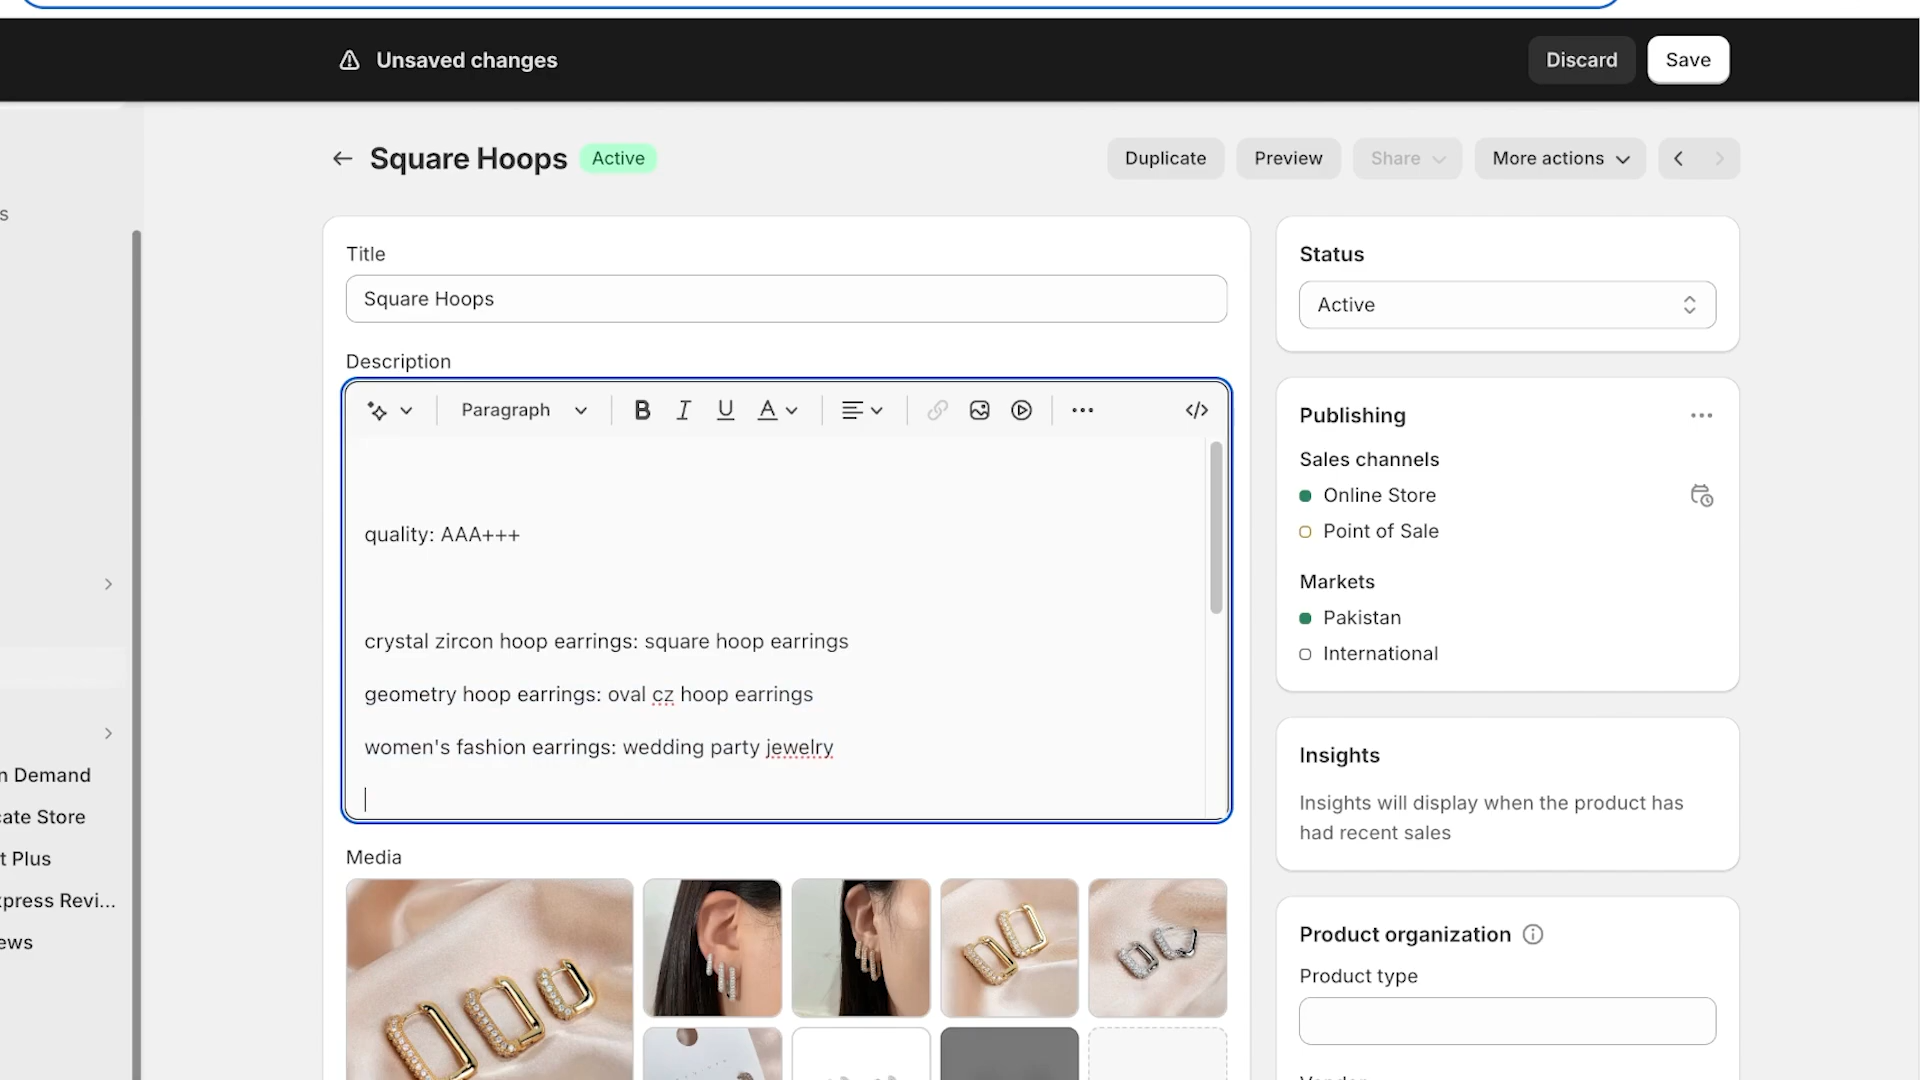 Unsaved changes
Discard
Save
Square Hoops
Active
Duplicate
Preview
Share
More actions
Title
Square Hoops
Description
Paragraph
B I U A
quality: AAA+++
crystal zircon hoop earrings: square hoop earrings
geometry hoop earrings: oval cz hoop earrings
women's fashion earrings: wedding party jewelry
Media
Status
Active
Publishing
Sales channels
Online Store
Point of Sale
Markets
Pakistan
International
Insights
Insights will display when the product has
had recent sales
Product organization
Product type
s
n Demand
cate Store
t Plus
xpress Revi...
ews